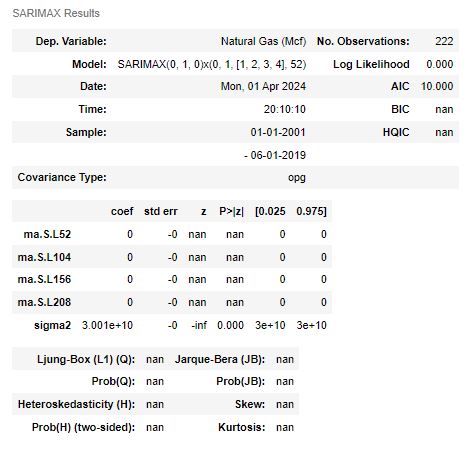 SARIMAX Results
Dep. Variable: Natural Gas (Mcf) No. Observations: 222
Model: SARIMAX(0, 1, 0)x(0, 1, [1, 2, 3, 4], 52) Log Likelihood 0.000
Date: Mon, 01 Apr 2024 AIC 10.000
Time: 20:10:10 BIC nan
Sample: 01-01-2001 HQIC nan
- 06-01-2019
Covariance Type: opg
coef std err z P>|z| [0.025 0.975]
ma.S.L52 0 -0 nan nan 0 0
ma.S.L104 0 -0 nan nan 0 0
ma.S.L156 0 -0 nan nan 0 0
ma.S.L208 0 -0 nan nan 0 0
sigma2 3.001e+10 -0 -inf 0.000 3e+10 3e+10
Ljung-Box (L1) (Q): nan Jarque-Bera (JB): nan
Prob(Q): nan Prob(JB): nan
Heteroskedasticity (H): nan Skew: nan
Prob(H) (two-sided): nan Kurtosis: nan